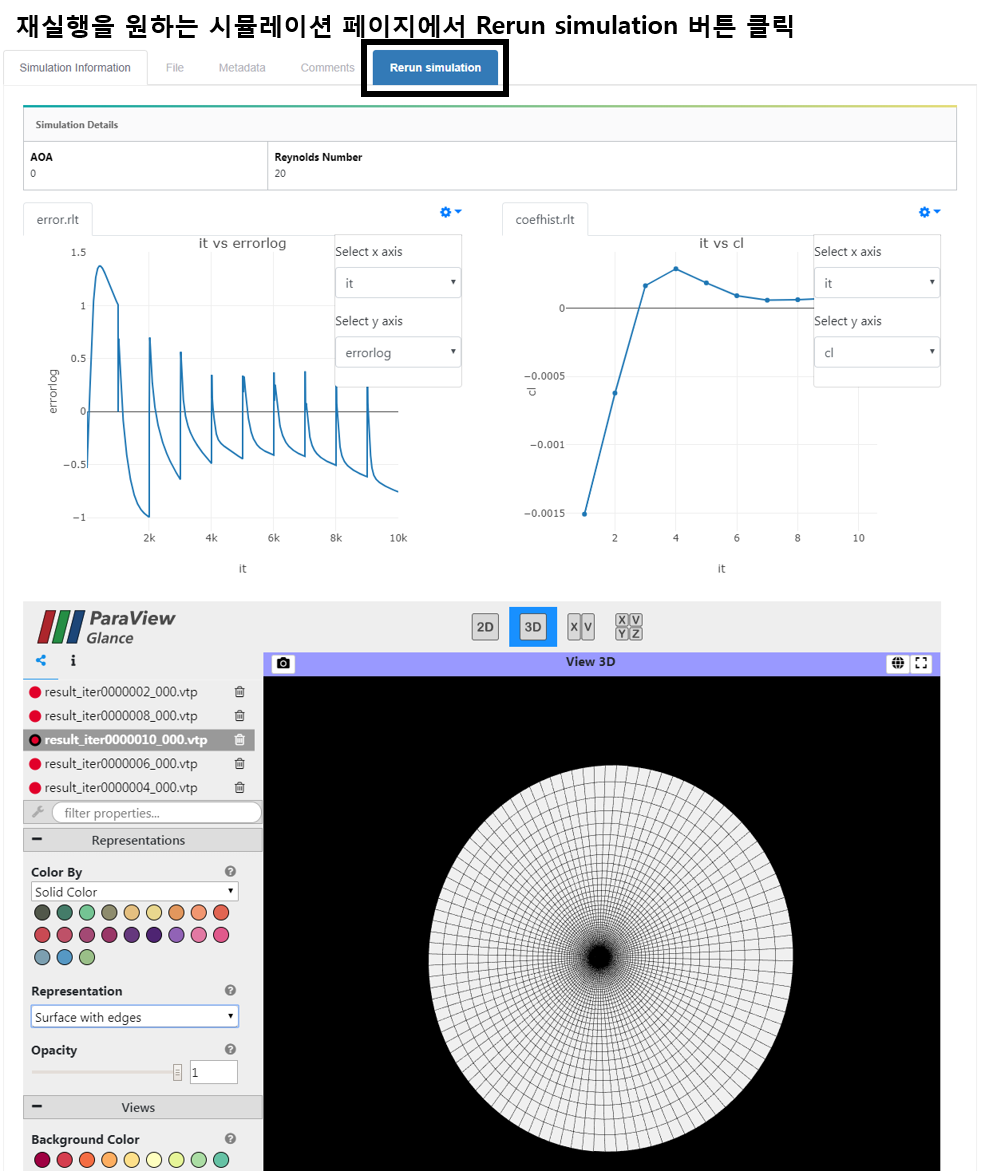 재실행을 원하는 시뮬레이션 페이지에서 Rerun simulation 버튼 클릭
Simulation Information File Metadata Comments Rerun simulation
Simulation Details
AOA Reynolds Number
0 20
error.rlt
it vs errorlog
Select x axis
it
Select y axis
errorlog
1.5
1
0.5
0
−0.5
−1
errorlog
2k 4k 6k 8k 10k
it
coefhist.rlt
it vs cl
Select x axis
it
Select y axis
cl
0
−0.0005
−0.001
−0.0015
cl
2 4 6 8 10
it
ParaView
Glance
2D 3D X V X V
Y Z
View 3D
result_iter0000002_000.vtp
result_iter0000008_000.vtp
result_iter0000010_000.vtp
result_iter0000006_000.vtp
result_iter0000004_000.vtp
filter properties...
Representations
Color By
Solid Color
Representation
Surface with edges
Opacity
1
Views
Background Color